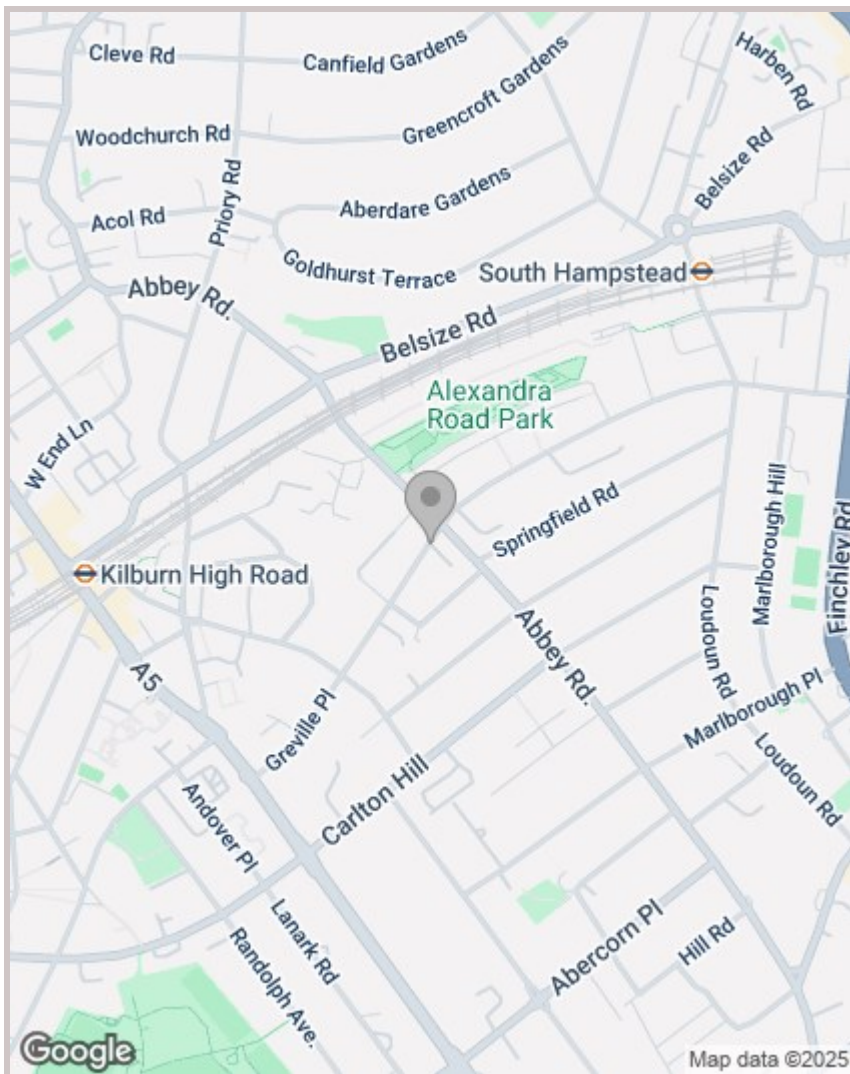 Cleve Rd
Canfield Gardens
Harben Rd
Woodchurch Rd
Greencroft Gardens
Belsize Rd
Priory Rd
Aberdare Gardens
Acol Rd
Goldhurst Terrace
South Hampstead
Abbey Rd.
Belsize Rd
Alexandra
Road Park
W End Ln
Springfield Rd
Marlborough Hill
Finchley Rd
Kilburn High Road
Abbey Rd.
Loudoun Rd
A5
Greville Pl
Marlborough Pl
Carlton Hill
Loudoun Rd
Andover Pl
Lanark Rd
Abercorn Pl
Hill Rd
Randolph Ave.
Google
Map data ©2025